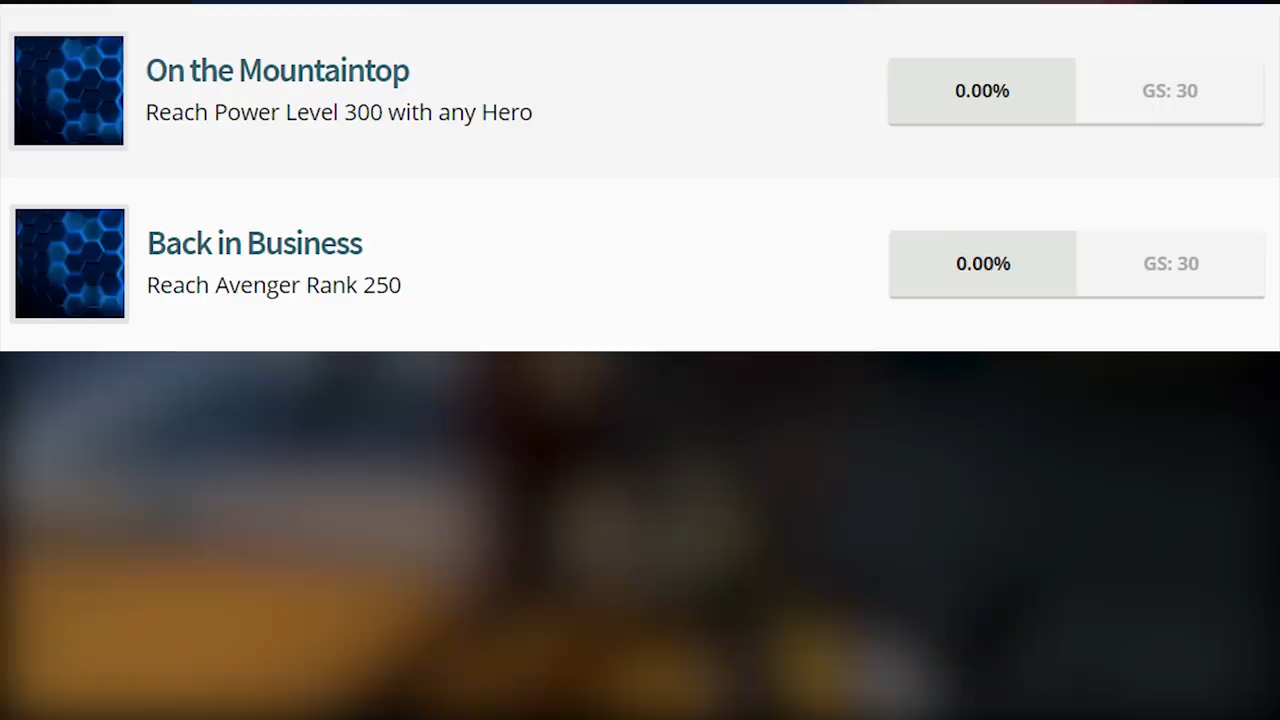 On the Mountaintop
Reach Power Level 300 with any Hero
0.00%
GS: 30
Back in Business
Reach Avenger Rank 250
0.00%
GS: 30